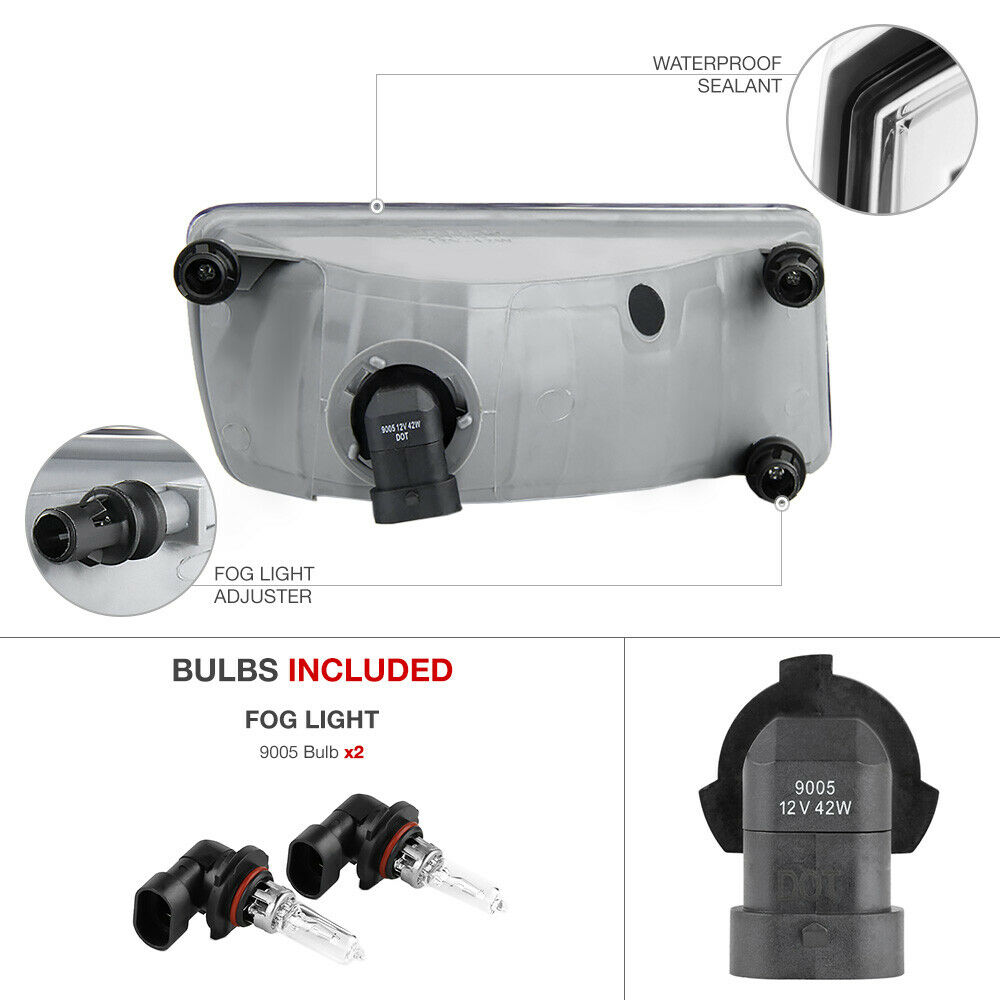 WATERPROOF
SEALANT
9005 12V 42W
DOT
FOG LIGHT
ADJUSTER
BULBS INCLUDED
FOG LIGHT
9005 Bulb x2
9005
12V 42W
DOT